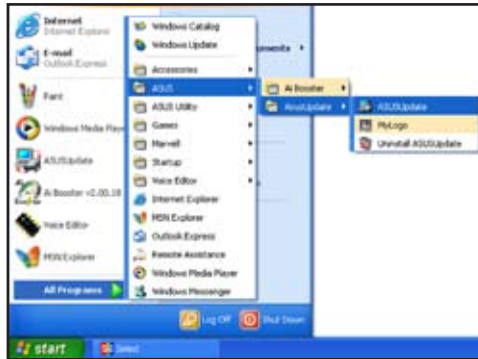 Internet
Internet Explorer
E-mail
Outlook Express
Paint
Windows Media Player
ASUSUpdate
Ai Booster v2.00.18
Voice Editor
MSN Explorer
All Programs
Windows Catalog
Windows Update
Accessories
ASUS
ASUS Utility
Games
Marvell
Startup
Voice Editor
Internet Explorer
MSN Explorer
Outlook Express
Remote Assistance
Windows Media Player
Windows Messenger
Ai Booster
AsusUpdate
ASUSUpdate
MyLogo
Uninstall ASUSUpdate
Log Off
Shut Down
start